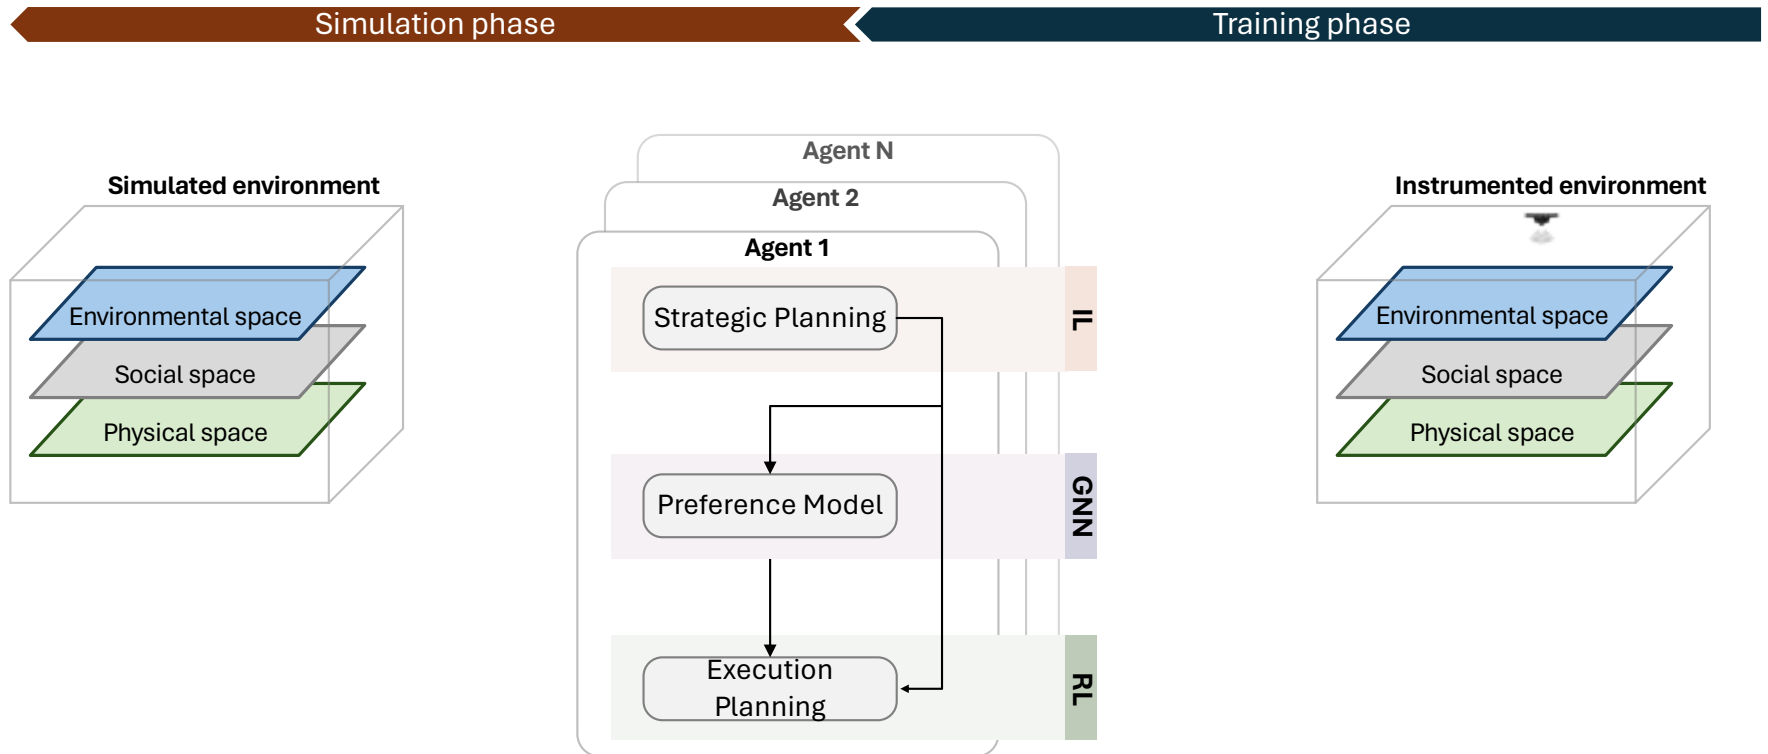 Simulation phase
Training phase
Simulated environment
Environmental space
Social space
Physical space
Agent N
Agent 2
Agent 1
Strategic Planning
IL
Preference Model
GNN
Execution
Planning
RL
Instrumented environment
Environmental space
Social space
Physical space